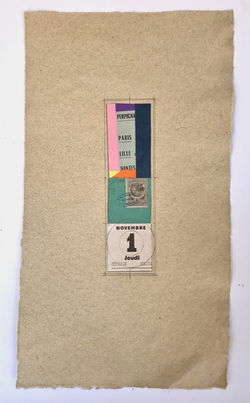 PERPIGNA
PARIS
LILLE
NANTES
NOVEMBRE
1
Jeudi